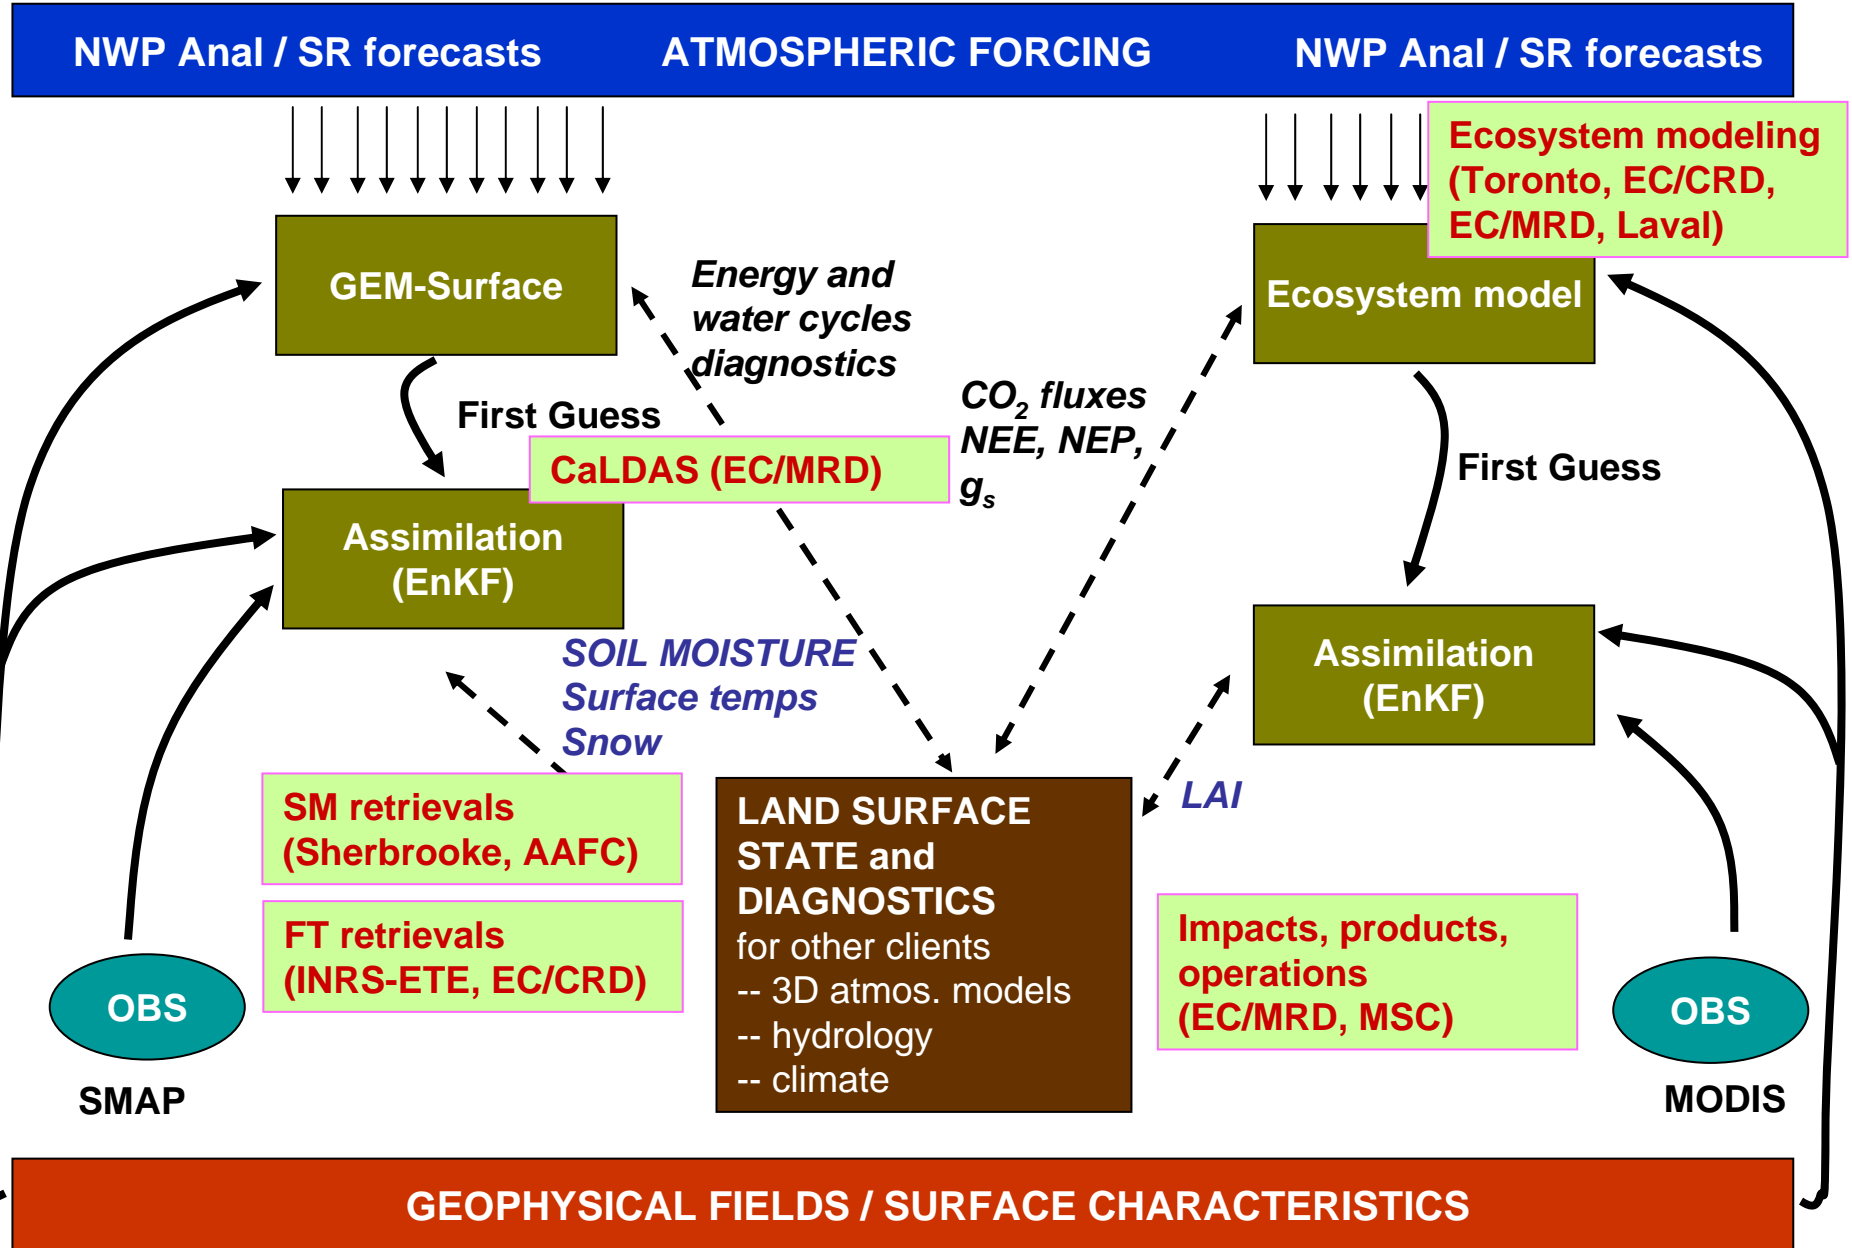 NWP Anal / SR forecasts
ATMOSPHERIC FORCING
NWP Anal / SR forecasts
Ecosystem modeling
(Toronto, EC/CRD,
EC/MRD, Laval)
GEM-Surface
Energy and
water cycles
diagnostics
Ecosystem model
CO₂ fluxes
NEE, NEP,
gₛ
First Guess
CaLDAS (EC/MRD)
First Guess
Assimilation
(EnKF)
SOIL MOISTURE
Surface temps
Snow
Assimilation
(EnKF)
LAI
SM retrievals
(Sherbrooke, AAFC)
FT retrievals
(INRS-ETE, EC/CRD)
LAND SURFACE
STATE and
DIAGNOSTICS
for other clients
-- 3D atmos. models
-- hydrology
-- climate
Impacts, products,
operations
(EC/MRD, MSC)
OBS
SMAP
OBS
MODIS
GEOPHYSICAL FIELDS / SURFACE CHARACTERISTICS